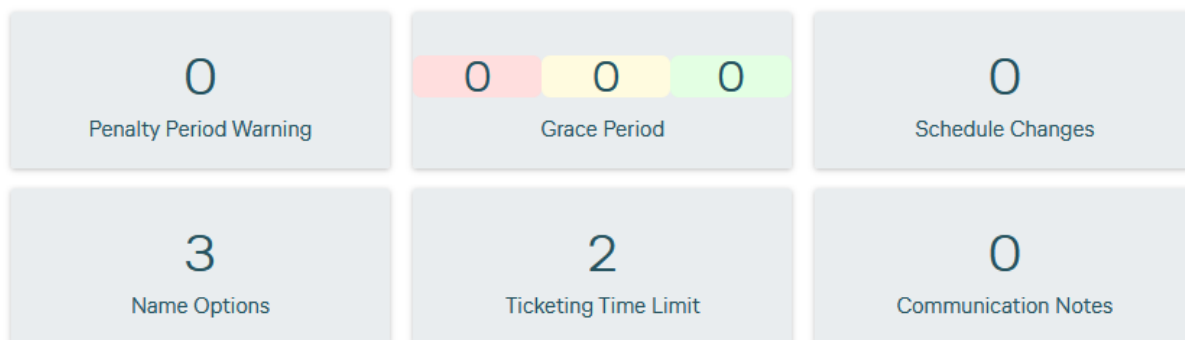 0
0 0 0
0
Penalty Period Warning
Grace Period
Schedule Changes
3
2
0
Name Options
Ticketing Time Limit
Communication Notes